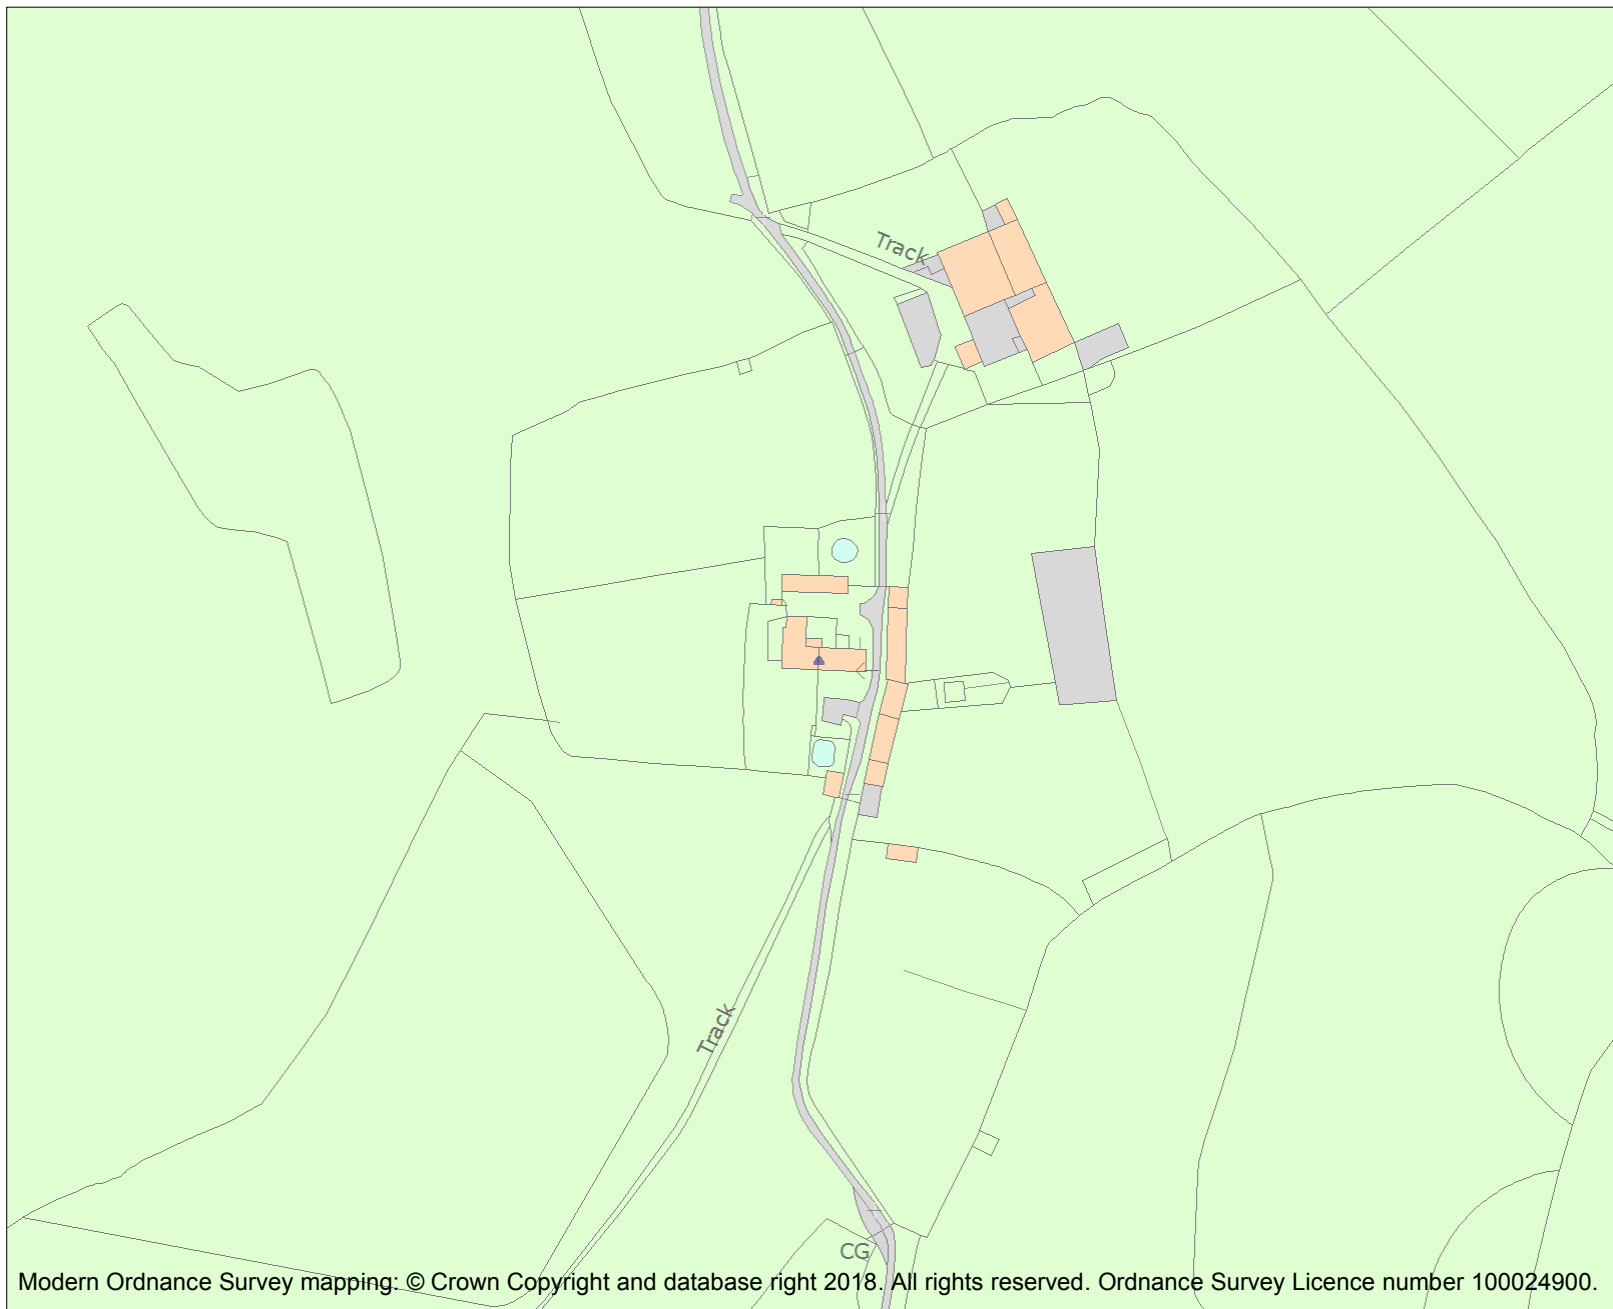 Track
Track
CG
Modern Ordnance Survey mapping: © Crown Copyright and database right 2018. All rights reserved. Ordnance Survey Licence number 100024900.